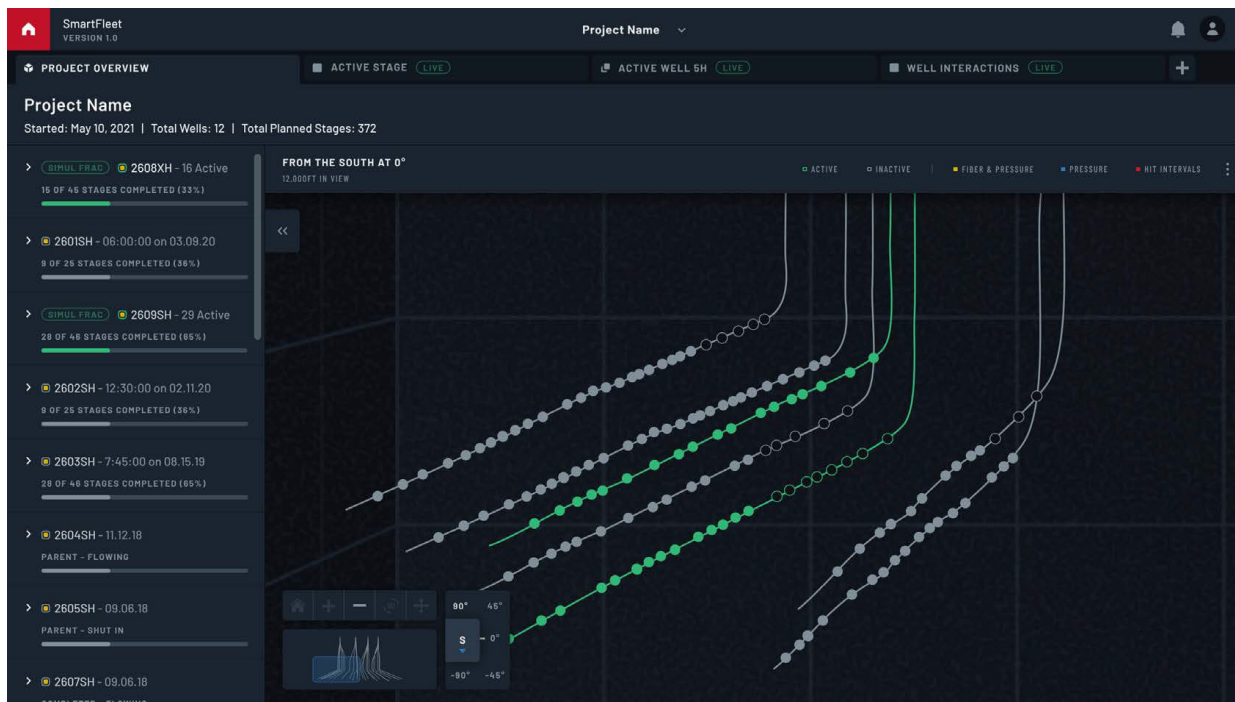 SmartFleet
VERSION 1.0
Project Name
PROJECT OVERVIEW
ACTIVE STAGE LIVE
ACTIVE WELL 5H LIVE
WELL INTERACTIONS LIVE
Project Name
Started: May 10, 2021 | Total Wells: 12 | Total Planned Stages: 372
SIMUL FRAC 2608XH - 16 Active
15 OF 45 STAGES COMPLETED (33%)
2601SH - 06:00:00 on 03.09.20
9 OF 25 STAGES COMPLETED (36%)
SIMUL FRAC 2609SH - 29 Active
28 OF 46 STAGES COMPLETED (65%)
2602SH - 12:30:00 on 02.11.20
9 OF 25 STAGES COMPLETED (36%)
2603SH - 7:45:00 on 08.15.19
28 OF 46 STAGES COMPLETED (65%)
2604SH - 11.12.18
PARENT - FLOWING
2605SH - 09.06.18
PARENT - SHUT IN
2607SH - 09.06.18
FROM THE SOUTH AT 0°
12,000FT IN VIEW
ACTIVE
INACTIVE
FIBER & PRESSURE
PRESSURE
HIT INTERVALS
90° 45°
S 0°
-90° -45°